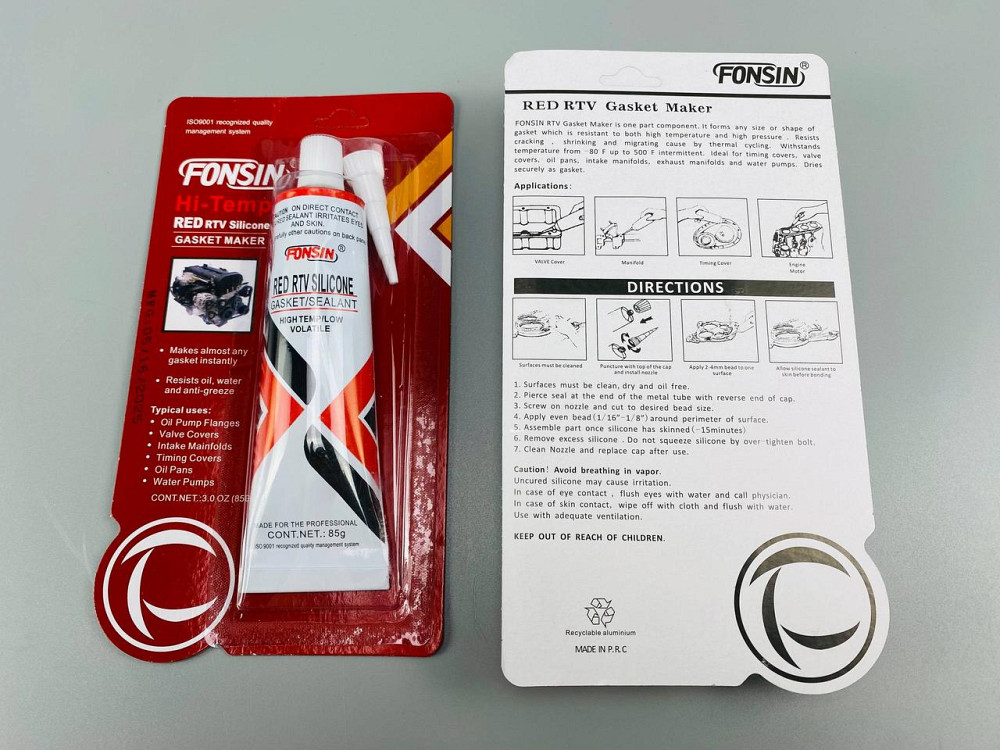 ISO9001 recognized quality
management system
FONSIN
Hi-Temp
RED RTV Silicone
GASKET MAKER
• Makes almost any
gasket instantly
• Resists oil, water
and anti-greeze
Typical uses:
• Oil Pump Flanges
• Valve Covers
• Intake Mainfolds
• Timing Covers
• Oil Pans
• Water Pumps
CONT.NET.:3.0 OZ (85g
ON DIRECT CONTACT
SEALANT IRRITATES EYES
AND SKIN.
other cautions on back
FONSIN®
RED RTV SILICONE
GASKET/SEALANT
HIGH TEMP/LOW
VOLATILE
MADE FOR THE PROFESSIONAL
CONT.NET.: 85g
ISO 9001 recognized quality management system
FONSIN®
RED RTV Gasket Maker
FONSIN RTV Gasket Maker is one part component. It forms any size or shape of
gasket which is resistant to both high temperature and high pressure . Resists
cracking , shrinking and migrating cause by thermal cycling. Withstands
temperature from -80 F up to 500 F intermittent. Ideal for timing covers, valve
covers, oil pans, intake manifolds, exhaust manifolds and water pumps. Dries
securely as gasket.
Applications:
VALVE Cover
Manifold
Timing Cover
Engine
Motor
DIRECTIONS
Surfaces must be cleaned
Puncture with top of the cap
and install nozzle
Apply 2-4mm bead to one
surface
Allow silicone sealant to
skin before bonding
1. Surfaces must be clean, dry and oil free.
2. Pierce seal at the end of the metal tube with reverse end of cap.
3. Screw on nozzle and cut to desired bead size.
4. Apply even bead(1/16"-1/8")around perimeter of surface.
5. Assemble part once silicone has skinned(-15minutes)
6. Remove excess silicone . Do not squeeze silicone by over tighten bolt.
7. Clean Nozzle and replace cap after use.
Caution! Avoid breathing in vapor.
Uncured silicone may cause irritation.
In case of eye contact , flush eyes with water and call physician.
In case of skin contact, wipe off with cloth and flush with water.
Use with adequate ventilation.
KEEP OUT OF REACH OF CHILDREN.
Recyclable aluminium
MADE IN P.R.C